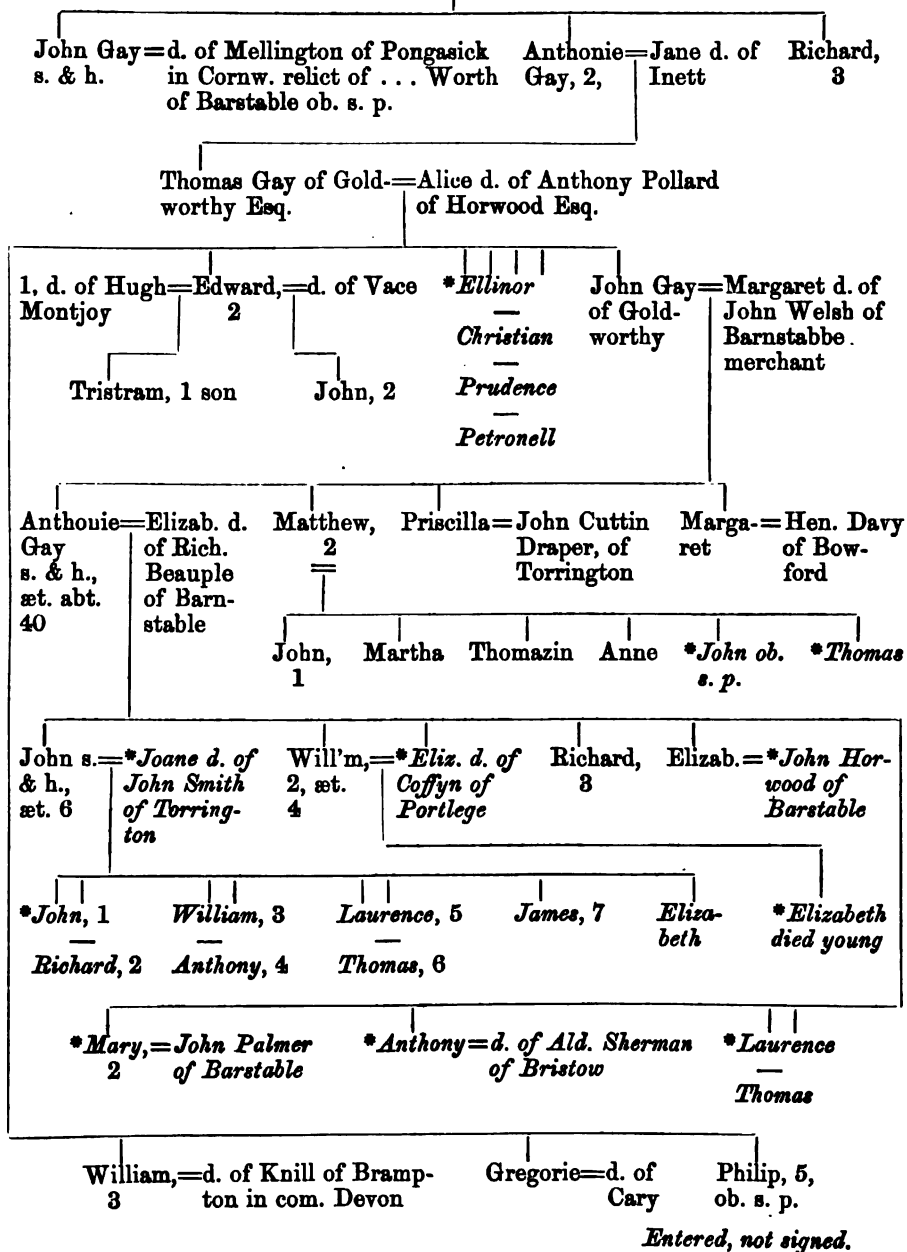 John Gay=d. of Mellington of Pongasick
s. & h. in Cornw. relict of ... Worth
of Barstable ob. s. p.
Anthonie=Jane d. of
Gay, 2, Inett
Richard,
3
Thomas Gay of Gold-=Alice d. of Anthony Pollard
worthy Esq. of Horwood Esq.
1, d. of Hugh=Edward,=d. of Vace
Montjoy 2
*Ellinor
—
Christian
—
Prudence
—
Petronell
John Gay=Margaret d. of
of Gold- John Welsh of
worthy Barnstabbe.
merchant
Tristram, 1 son John, 2
Anthouie=Elizab. d.
Gay of Rich.
s. & h., Beauple
æt. abt. of Barn-
40 stable
Matthew,
2
=
Priscilla=John Cuttin
Draper, of
Torrington
Marga-=Hen. Davy
ret of Bow-
ford
John, Martha Thomazin Anne *John ob. *Thomas
1 s. p.
John s.=*Joane d. of
& h., John Smith
æt. 6 of Torring-
ton
Will'm,=*Eliz. d. of
2, æt. Coffyn of
4 Portlege
Richard,
3
Elizab.=*John Hor-
wood of
Barstable
*John, 1 William, 3 Laurence, 5 James, 7 Eliza- *Elizabeth
— — — beth died young
Richard, 2 Anthony, 4 Thomas, 6
*Mary,=John Palmer
2 of Barstable
*Anthony=d. of Ald. Sherman
of Bristow
*Laurence
—
Thomas
William,=d. of Knill of Bramp-
3 ton in com. Devon
Gregorie=d. of
Cary
Philip, 5,
ob. s. p.
Entered, not signed.